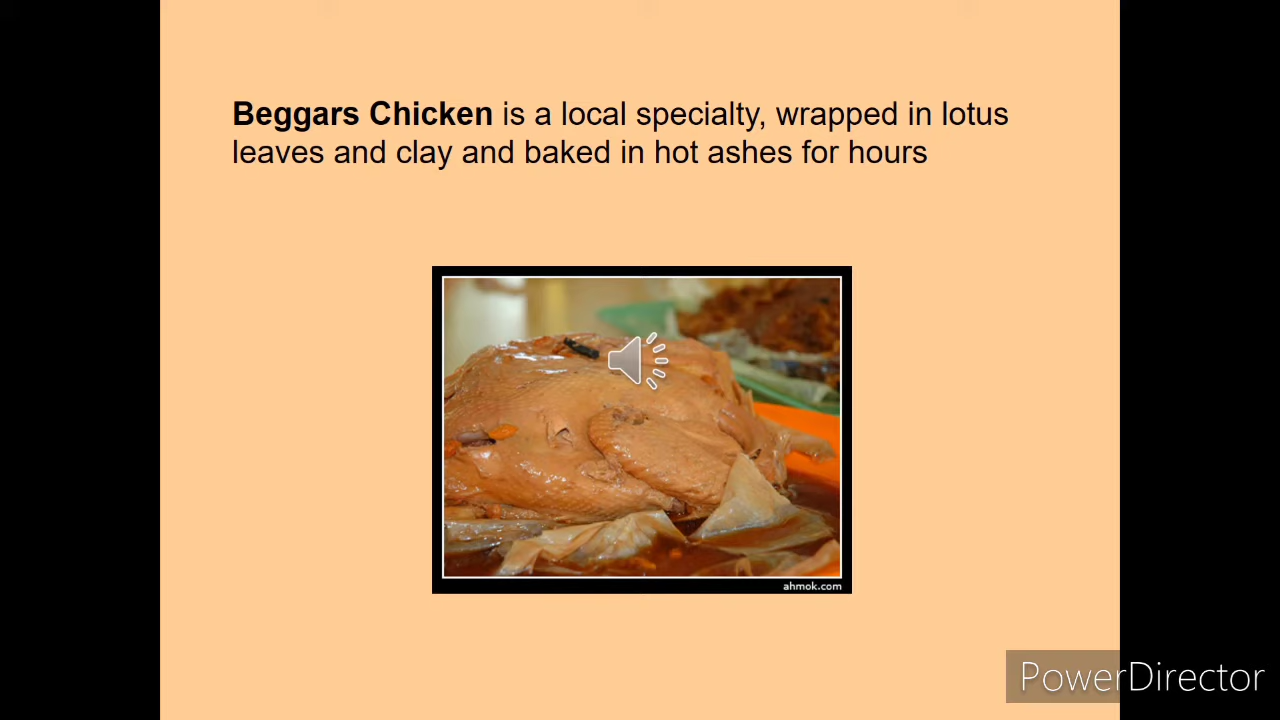 Beggars Chicken is a local specialty, wrapped in lotus
leaves and clay and baked in hot ashes for hours
ahmok.com
PowerDirector